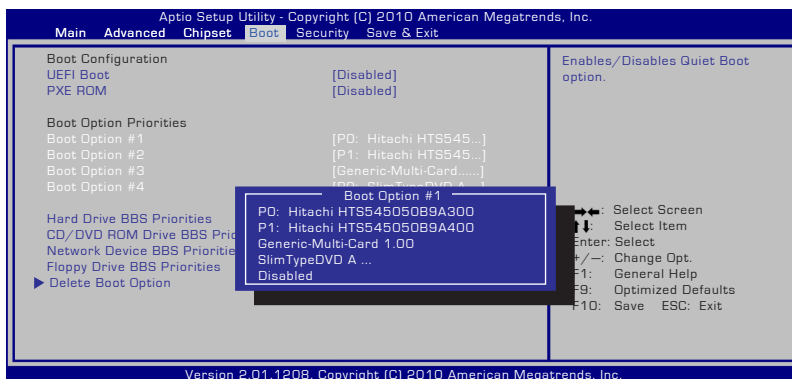 Aptio Setup Utility - Copyright (C) 2010 American Megatrends, Inc.
Main Advanced Chipset Boot Security Save & Exit
Boot Configuration
UEFI Boot [Disabled]
PXE ROM [Disabled]
Boot Option Priorities
Boot Option #1 [P0: Hitachi HTS545...]
Boot Option #2 [P1: Hitachi HTS545...]
Boot Option #3 [Generic-Multi-Card......]
Boot Option #4
Hard Drive BBS Priorities
CD/DVD ROM Drive BBS
Network Device BBS
Floppy Drive BBS Priorities
Delete Boot Option
Boot Option #1
P0: Hitachi HTS545050B9A300
P1: Hitachi HTS545050B9A400
Generic-Multi-Card 1.00
SlimTypeDVD A ...
Disabled
Enables/Disables Quiet Boot
option.
→←: Select Screen
↑↓: Select Item
Enter: Select
+/—: Change Opt.
F1: General Help
F9: Optimized Defaults
F10: Save ESC: Exit
Version 2.01.1208. Copyright (C) 2010 American Megatrends, Inc.